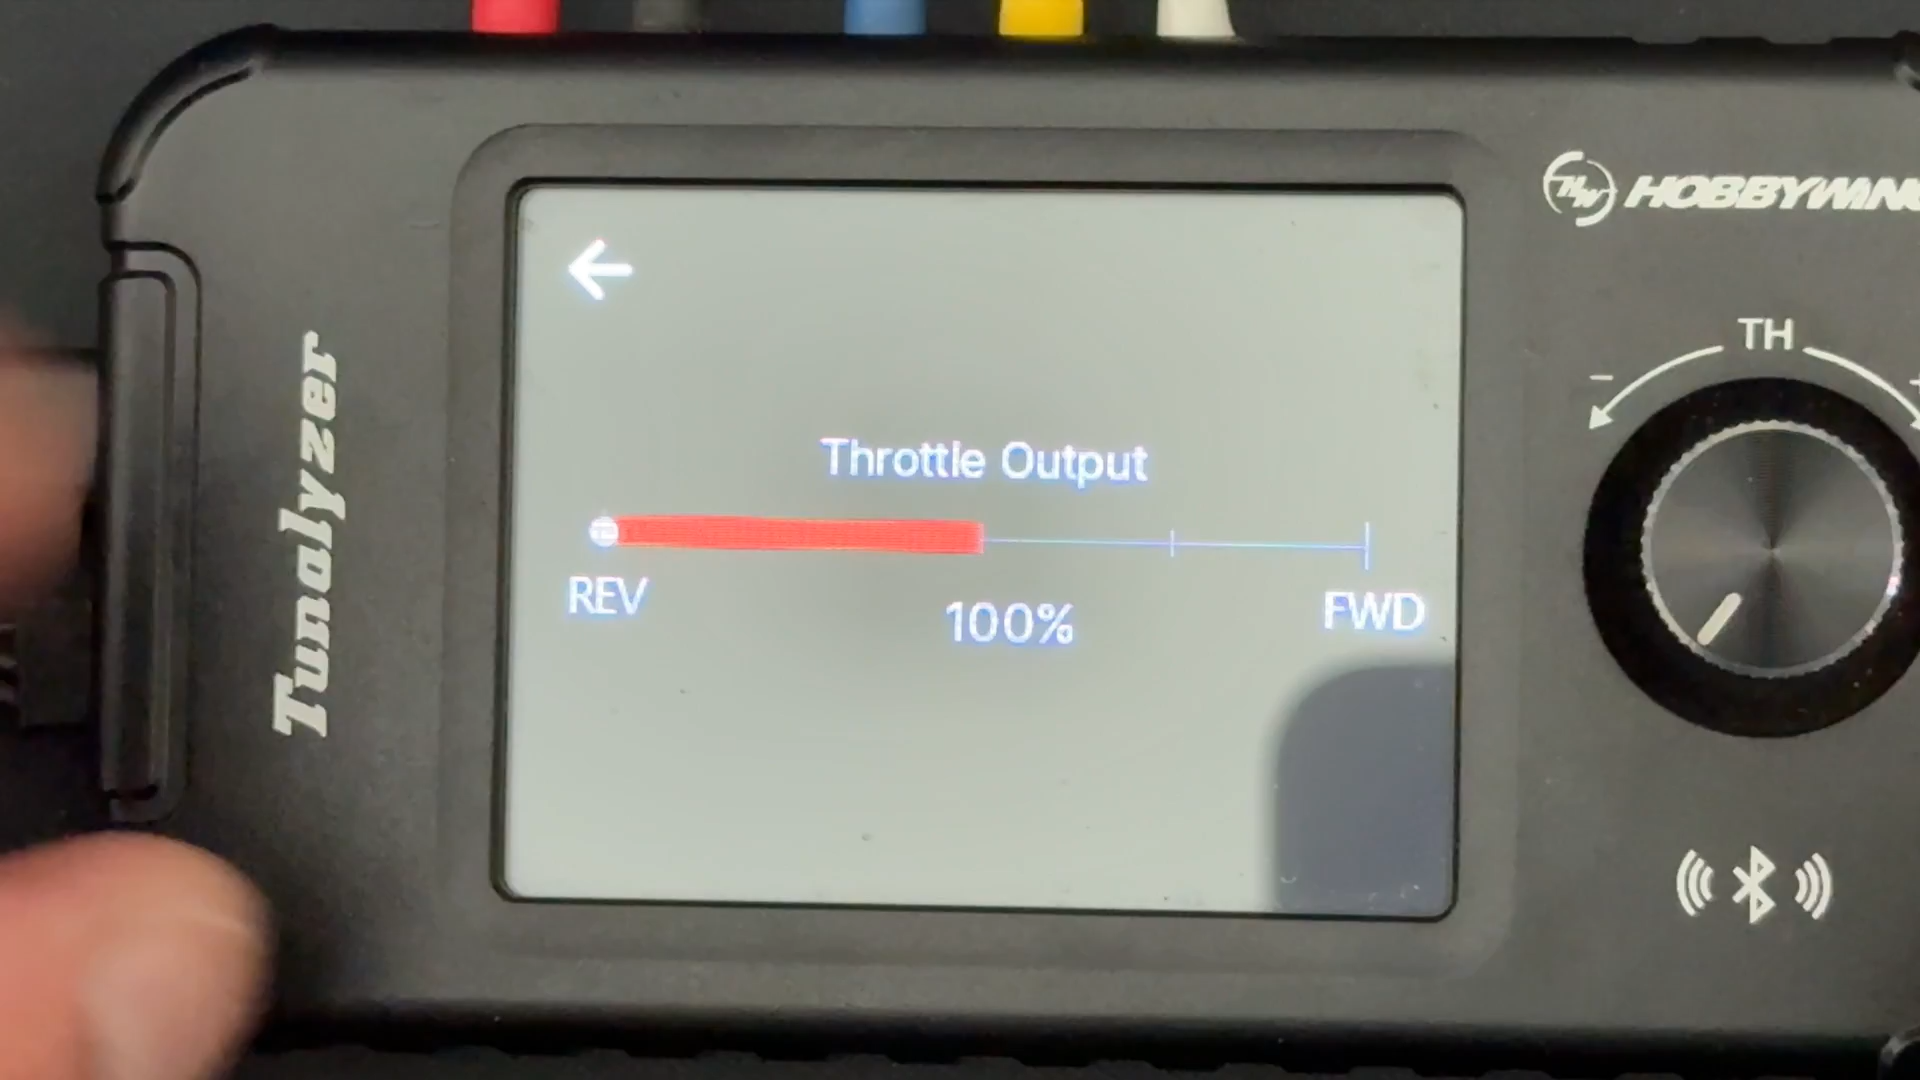 HOBBYWING
TH
- +
Tunalyzer
Throttle Output
REV
100%
FWD